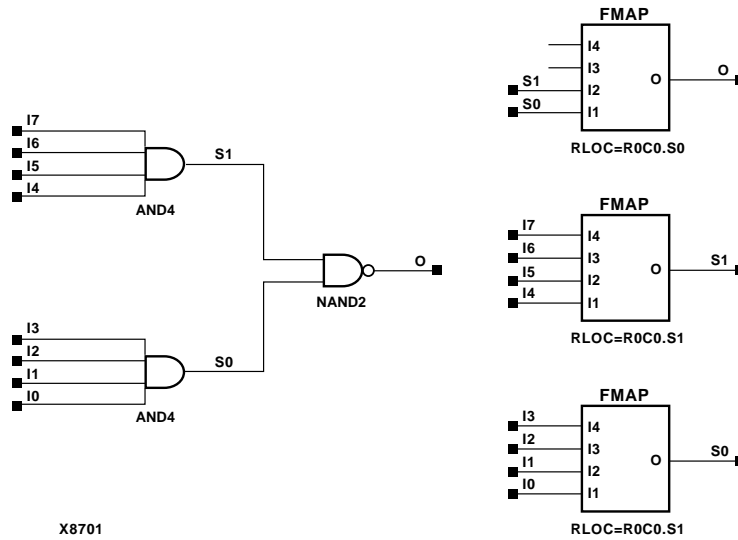 I7
I6
I5
I4
S1
AND4
O
NAND2
I3
I2
I1
I0
S0
AND4
X8701
FMAP
I4
I3
S1 I2
S0 I1
O O
RLOC=R0C0.S0
FMAP
I7 I4
I6 I3
I5 I2
I4 I1
O S1
RLOC=R0C0.S1
FMAP
I3 I4
I2 I3
I1 I2
I0 I1
O S0
RLOC=R0C0.S1